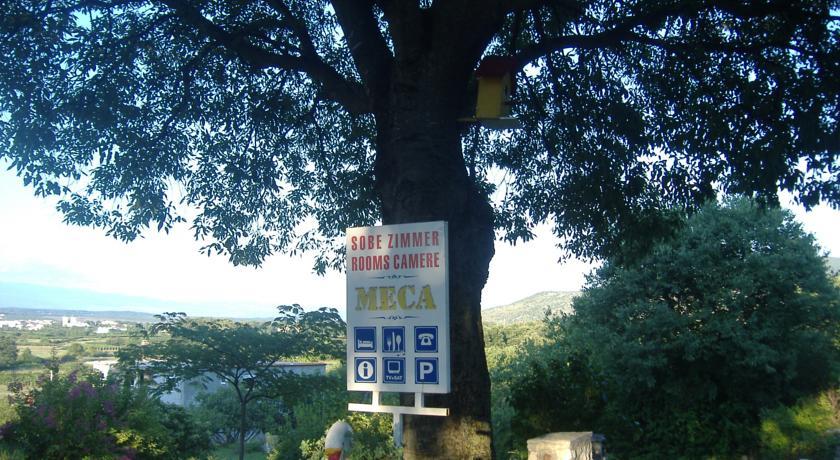 SOBE ZIMMER
ROOMS CAMERE
MECA
i
TV+SAT
P